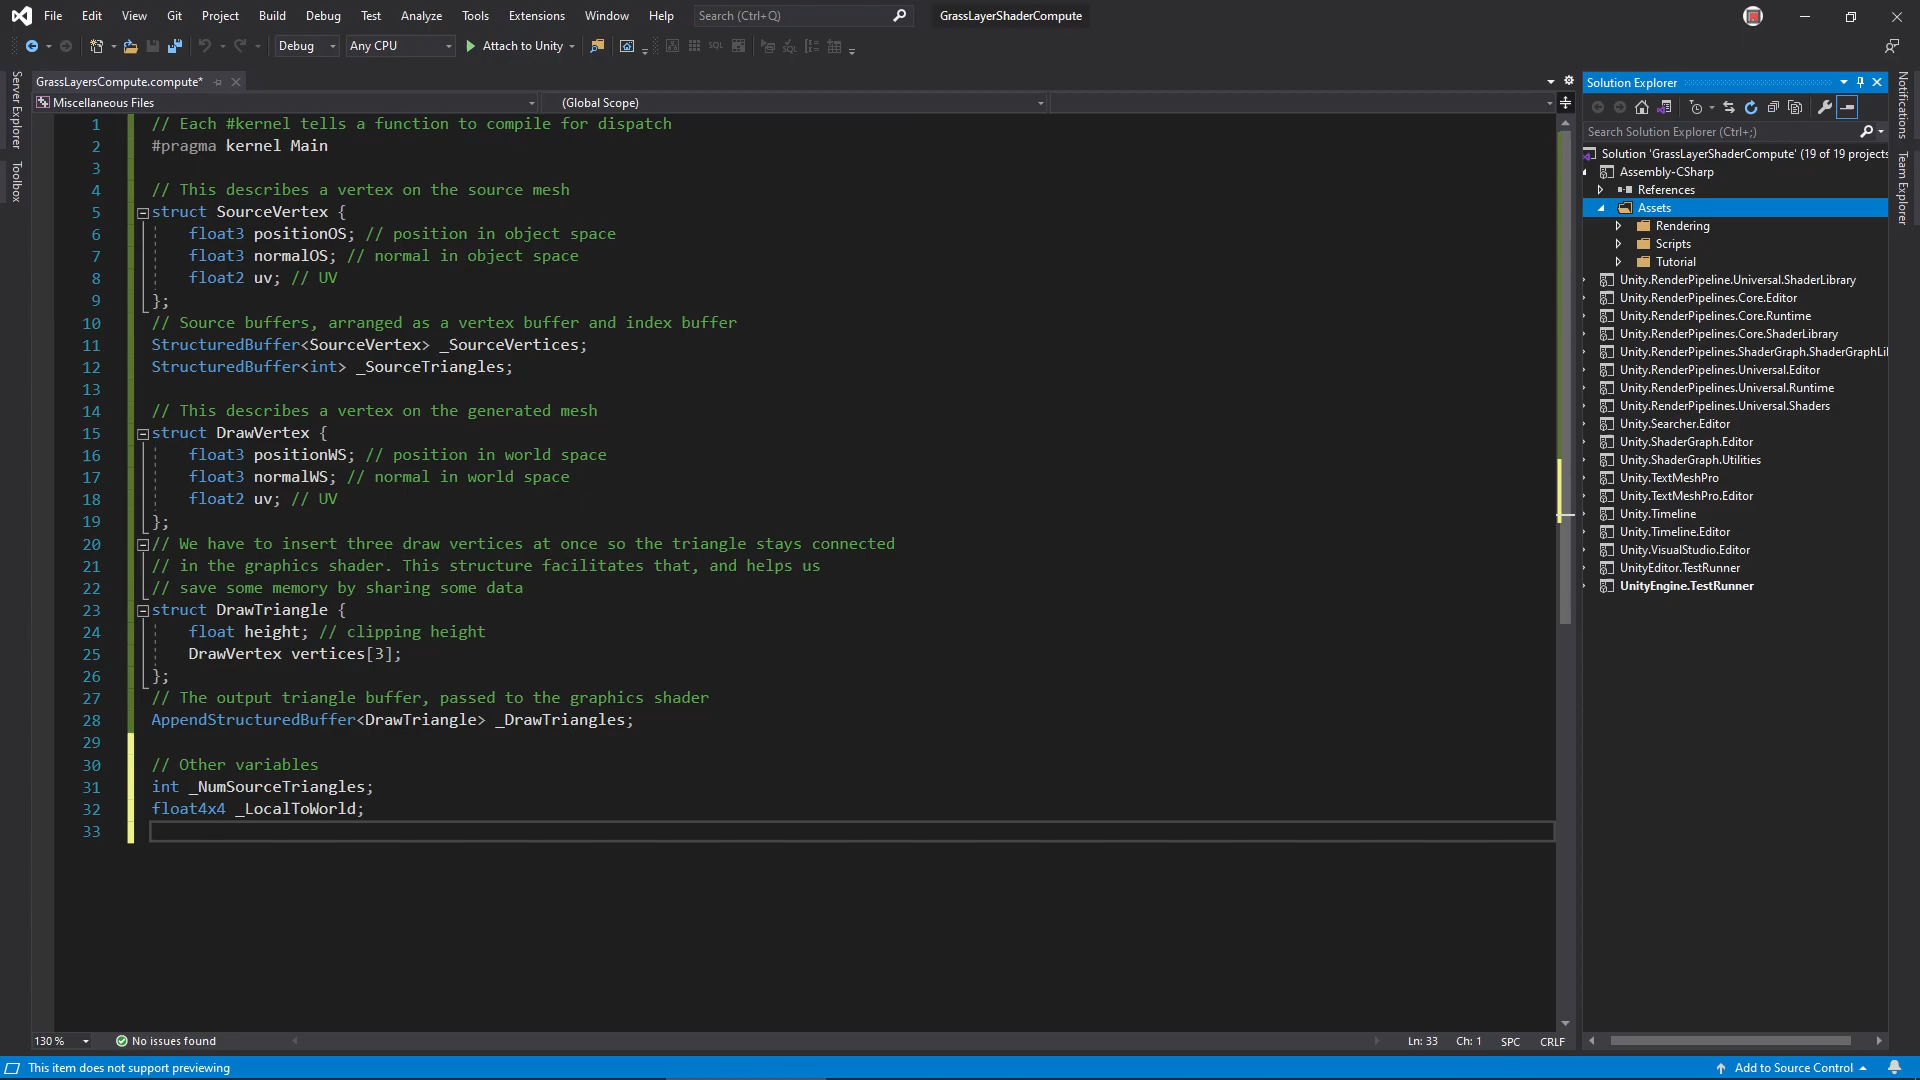 File Edit View Git Project Build Debug Test Analyze Tools Extensions Window Help Search (Ctrl+Q) GrassLayerShaderCompute
Debug Any CPU Attach to Unity
GrassLayersCompute.compute*
Miscellaneous Files (Global Scope)
Server Explorer
Toolbox
1 // Each #kernel tells a function to compile for dispatch
2 #pragma kernel Main
3
4 // This describes a vertex on the source mesh
5 struct SourceVertex {
6 float3 positionOS; // position in object space
7 float3 normalOS; // normal in object space
8 float2 uv; // UV
9 };
10 // Source buffers, arranged as a vertex buffer and index buffer
11 StructuredBuffer<SourceVertex> _SourceVertices;
12 StructuredBuffer<int> _SourceTriangles;
13
14 // This describes a vertex on the generated mesh
15 struct DrawVertex {
16 float3 positionWS; // position in world space
17 float3 normalWS; // normal in world space
18 float2 uv; // UV
19 };
20 // We have to insert three draw vertices at once so the triangle stays connected
21 // in the graphics shader. This structure facilitates that, and helps us
22 // save some memory by sharing some data
23 struct DrawTriangle {
24 float height; // clipping height
25 DrawVertex vertices[3];
26 };
27 // The output triangle buffer, passed to the graphics shader
28 AppendStructuredBuffer<DrawTriangle> _DrawTriangles;
29
30 // Other variables
31 int _NumSourceTriangles;
32 float4x4 _LocalToWorld;
33
130 % No issues found Ln: 33 Ch: 1 SPC CRLF
Solution Explorer
Search Solution Explorer (Ctrl+;)
Solution 'GrassLayerShaderCompute' (19 of 19 projects
Assembly-CSharp
References
Assets
Rendering
Scripts
Tutorial
Unity.RenderPipeline.Universal.ShaderLibrary
Unity.RenderPipelines.Core.Editor
Unity.RenderPipelines.Core.Runtime
Unity.RenderPipelines.Core.ShaderLibrary
Unity.RenderPipelines.ShaderGraph.ShaderGraphLi
Unity.RenderPipelines.Universal.Editor
Unity.RenderPipelines.Universal.Runtime
Unity.RenderPipelines.Universal.Shaders
Unity.Searcher.Editor
Unity.ShaderGraph.Editor
Unity.ShaderGraph.Utilities
Unity.TextMeshPro
Unity.TextMeshPro.Editor
Unity.Timeline
Unity.Timeline.Editor
Unity.VisualStudio.Editor
UnityEditor.TestRunner
UnityEngine.TestRunner
Notifications
Team Explorer
This item does not support previewing Add to Source Control